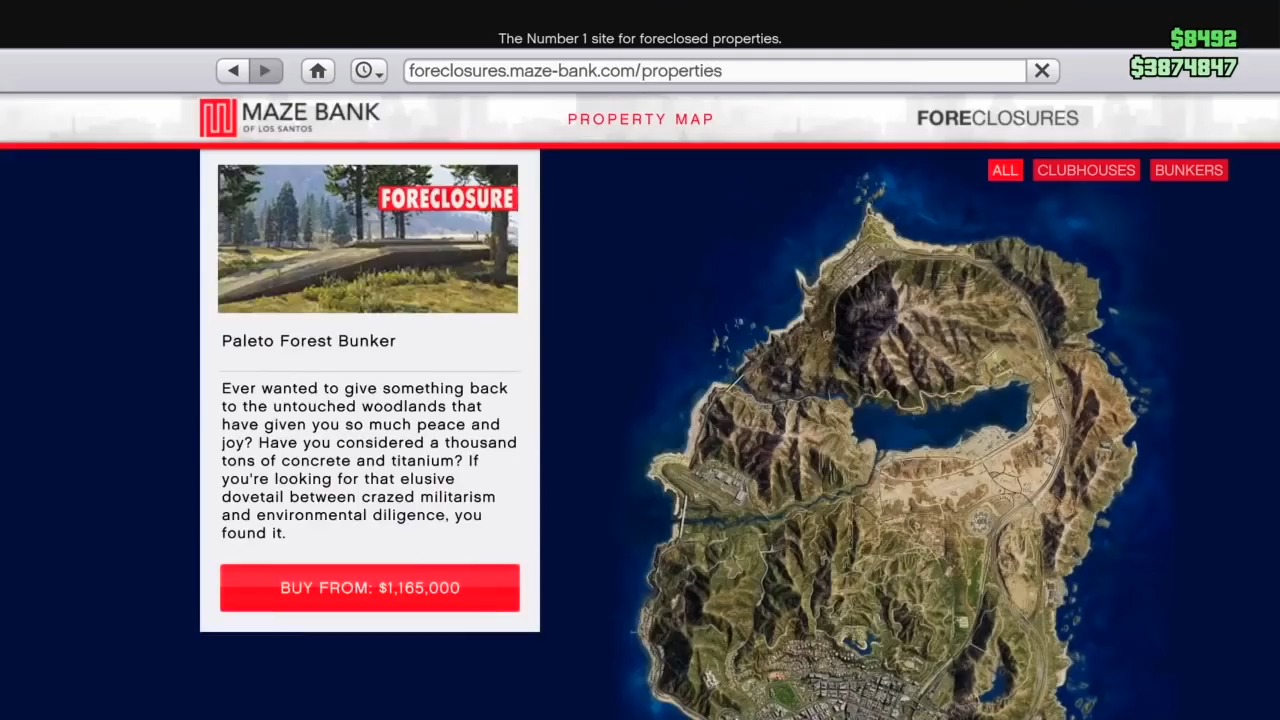 The Number 1 site for foreclosed properties.
$8492
$3874847
foreclosures.maze-bank.com/properties
MAZE BANK
OF LOS SANTOS
PROPERTY MAP
FORECLOSURES
ALL
CLUBHOUSES
BUNKERS
FORECLOSURE
Paleto Forest Bunker
Ever wanted to give something back
to the untouched woodlands that
have given you so much peace and
joy? Have you considered a thousand
tons of concrete and titanium? If
you're looking for that elusive
dovetail between crazed militarism
and environmental diligence, you
found it.
BUY FROM: $1,165,000